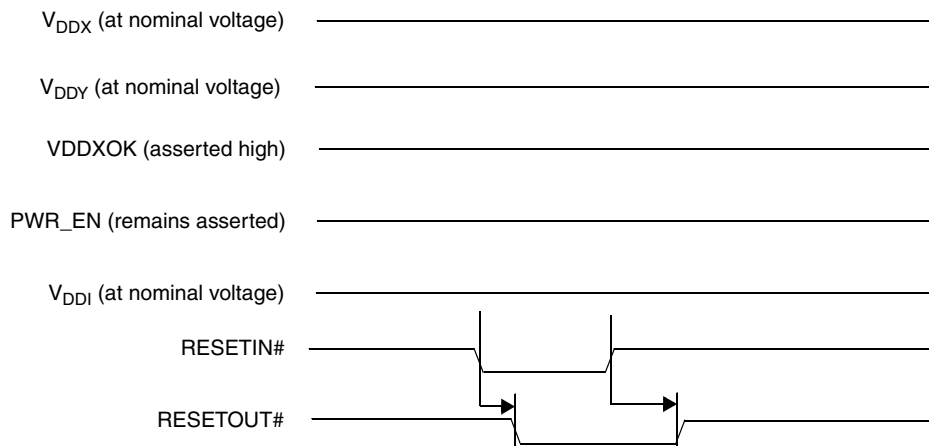 VDDX (at nominal voltage)
VDDY (at nominal voltage)
VDDXOK (asserted high)
PWR_EN (remains asserted)
VDDI (at nominal voltage)
RESETIN#
RESETOUT#